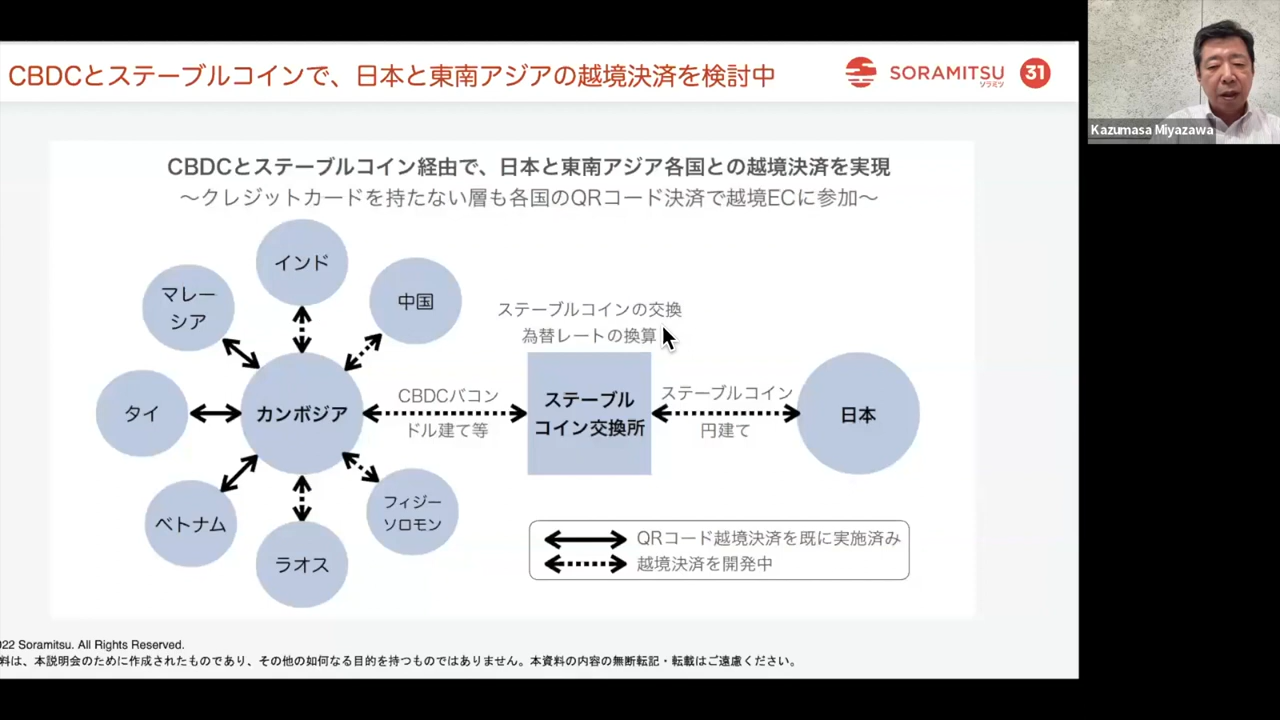 CBDCとステーブルコインで、日本と東南アジアの越境決済を検討中
SORAMITSU
ソラミツ
31
Kazumasa Miyazawa
CBDCとステーブルコイン経由で、日本と東南アジア各国との越境決済を実現
〜クレジットカードを持たない層も各国のQRコード決済で越境ECに参加〜
インド
マレー
シア
中国
ステーブルコインの交換
為替レートの換算
タイ
カンボジア
CBDCバコン
ドル建て等
ステーブル
コイン交換所
ステーブルコイン
円建て
日本
ベトナム
ラオス
フィジー
ソロモン
QRコード越境決済を既に実施済み
越境決済を開発中
022 Soramitsu. All Rights Reserved.
料は、本説明会のために作成されたものであり、その他の如何なる目的を持つものではありません。本資料の内容の無断転記・転載はご遠慮ください。